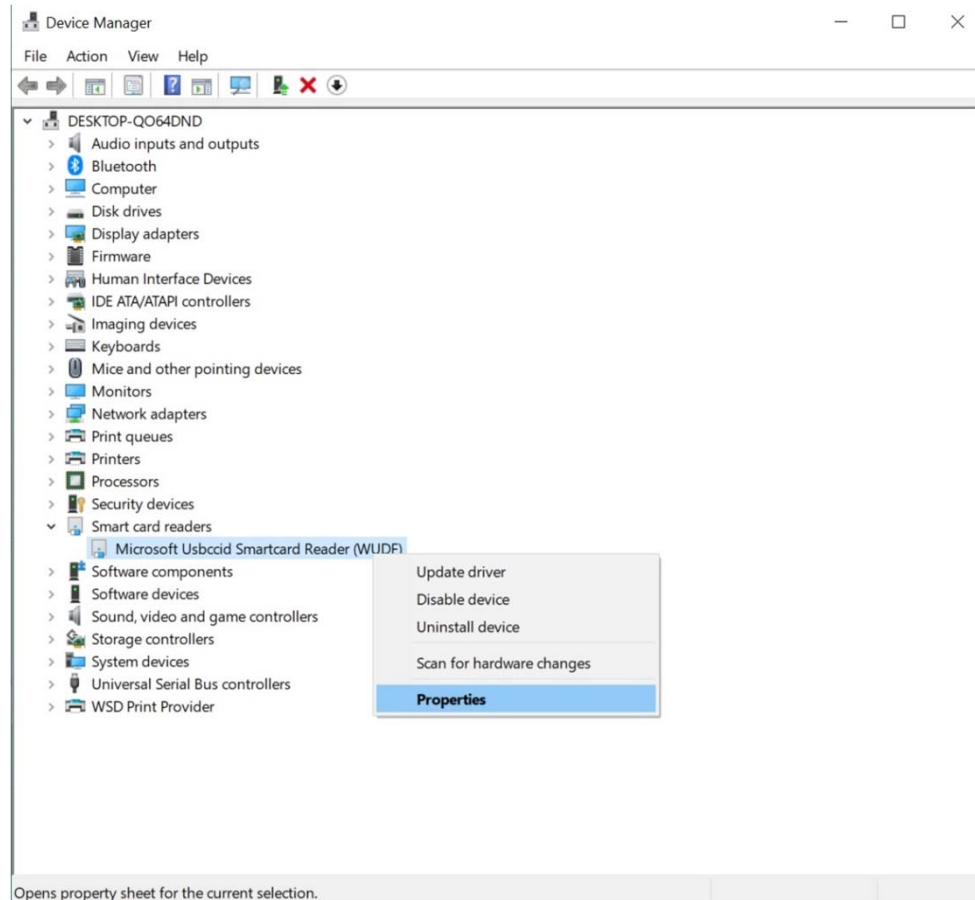 Device Manager
File Action View Help
DESKTOP-QO64DND
Audio inputs and outputs
Bluetooth
Computer
Disk drives
Display adapters
Firmware
Human Interface Devices
IDE ATA/ATAPI controllers
Imaging devices
Keyboards
Mice and other pointing devices
Monitors
Network adapters
Print queues
Printers
Processors
Security devices
Smart card readers
Microsoft Usbccid Smartcard Reader (WUDF)
Software components
Software devices
Sound, video and game controllers
Storage controllers
System devices
Universal Serial Bus controllers
WSD Print Provider
Update driver
Disable device
Uninstall device
Scan for hardware changes
Properties
Opens property sheet for the current selection.